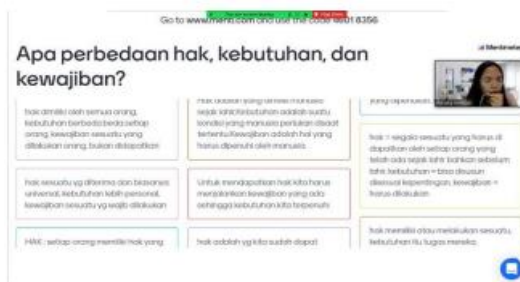 Go to www.menti.com and use the code 4601 8356
Apa perbedaan hak, kebutuhan, dan
kewajiban?
Mentimeter
hak dimiliki oleh semua orang,
kebutuhan berbeda beda setiap
orang, kewajiban sesuatu yang
dilakukan orang, bukan didapatkan
hak sesuatu yg diterima dan biasanya
universal, kebutuhan lebih personal,
kewajiban sesuatu yg wajib dilakukan
HAK : setiap orang memiliki hak yang
hak adalah yang dimiliki manusia
sejak lahir.Kebutuhan adalah suatu
kondisi yang manusia perlukan disaat
tertentu.Kewajiban adalah hal yang
harus dipenuhi oleh manusia.
Untuk mendapatkan hak kita harus
menjalankan kewajiban yang ada
sehingga kebutuhan kita terpenuhi
hak adalah yg kita sudah dapat
yang diperlukan
hak = segala sesuatu yang harus di
dapatkan oleh setiap orang yang
telah ada sejak lahir bahkan sebelum
lahir. kebutuhan = bisa disusun
disesuai kepentingan, kewajiban =
harus dilakukan
hak memiliki atau melakukan sesuatu,
kebutuhan itu tugas mereka,